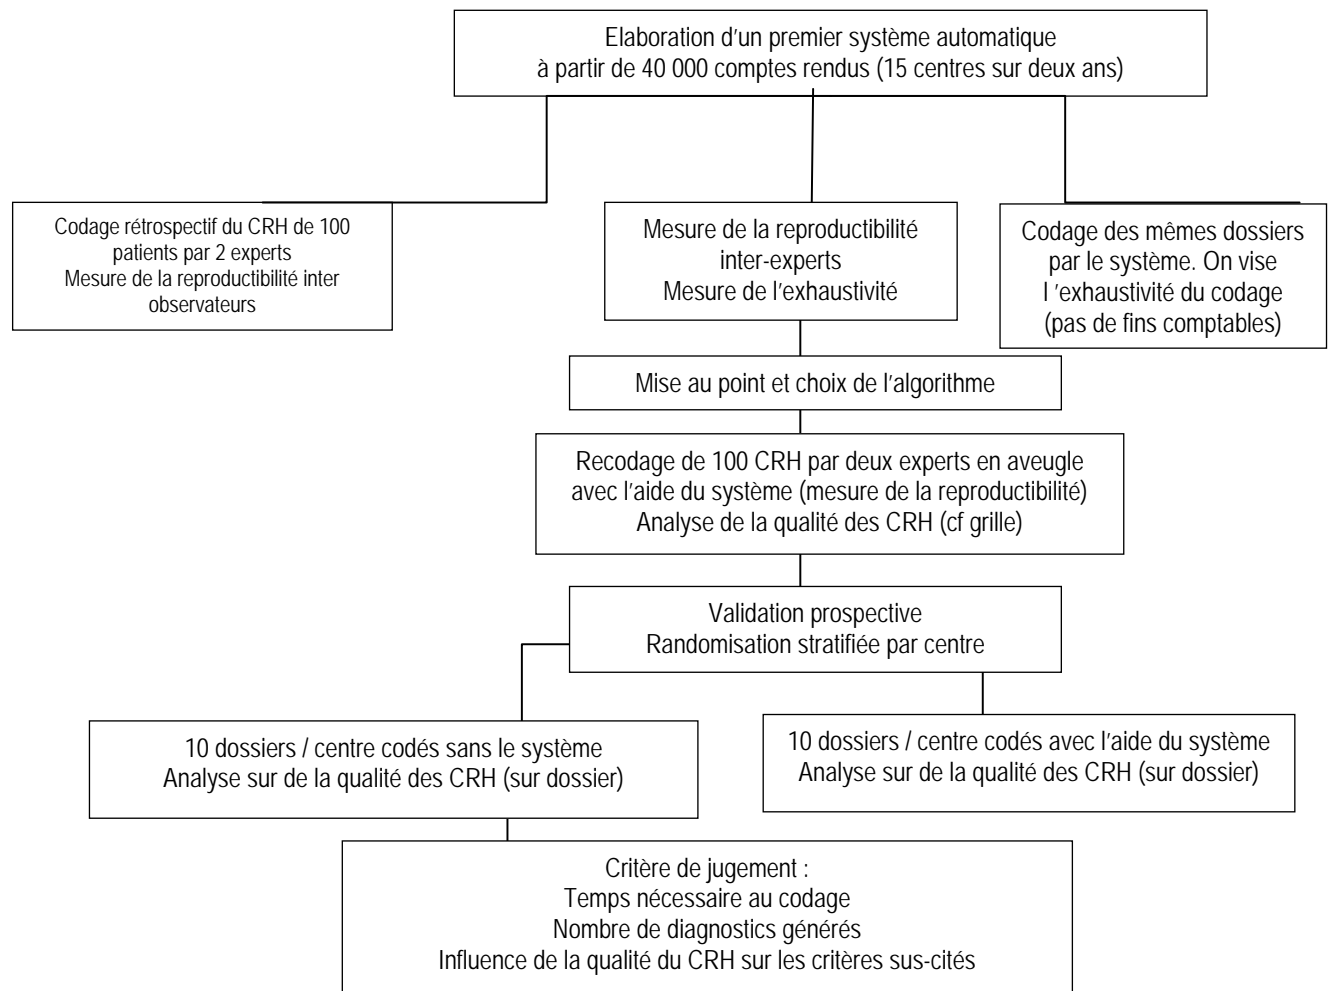 Elaboration d'un premier système automatique
à partir de 40 000 comptes rendus (15 centres sur deux ans)
Codage rétrospectif du CRH de 100
patients par 2 experts
Mesure de la reproductibilité inter
observateurs
Mesure de la reproductibilité
inter-experts
Mesure de l'exhaustivité
Codage des mêmes dossiers
par le système. On vise
l 'exhaustivité du codage
(pas de fins comptables)
Mise au point et choix de l'algorithme
Recodage de 100 CRH par deux experts en aveugle
avec l'aide du système (mesure de la reproductibilité)
Analyse de la qualité des CRH (cf grille)
Validation prospective
Randomisation stratifiée par centre
10 dossiers / centre codés sans le système
Analyse sur de la qualité des CRH (sur dossier)
10 dossiers / centre codés avec l'aide du système
Analyse sur de la qualité des CRH (sur dossier)
Critère de jugement :
Temps nécessaire au codage
Nombre de diagnostics générés
Influence de la qualité du CRH sur les critères sus-cités